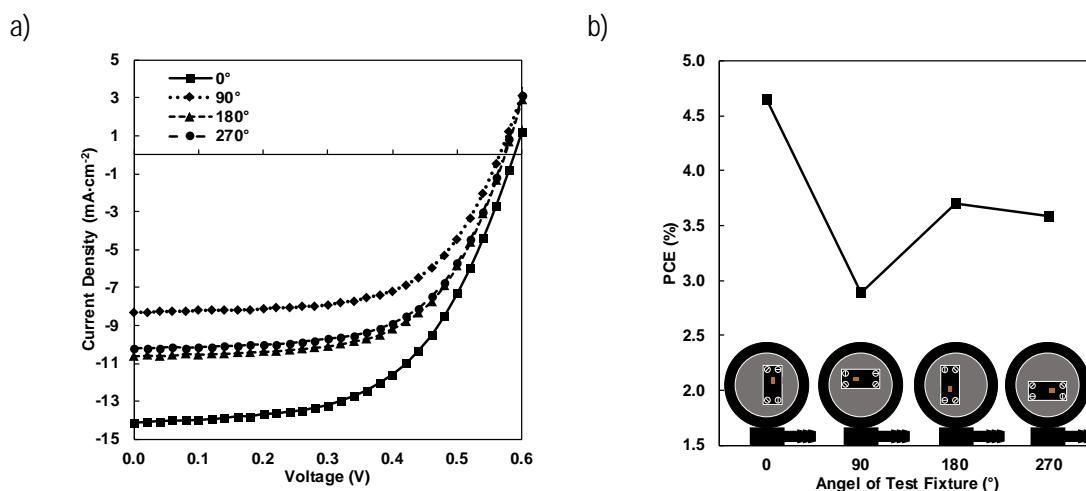 a)
b)
5
3
1
-1
-3
-5
-7
-9
-11
-13
-15
Current Density (mA·cm⁻²)
0°
90°
180°
270°
0.0 0.1 0.2 0.3 0.4 0.5 0.6
Voltage (V)
5.0
4.5
4.0
3.5
3.0
2.5
2.0
1.5
PCE (%)
0 90 180 270
Angel of Test Fixture (°)